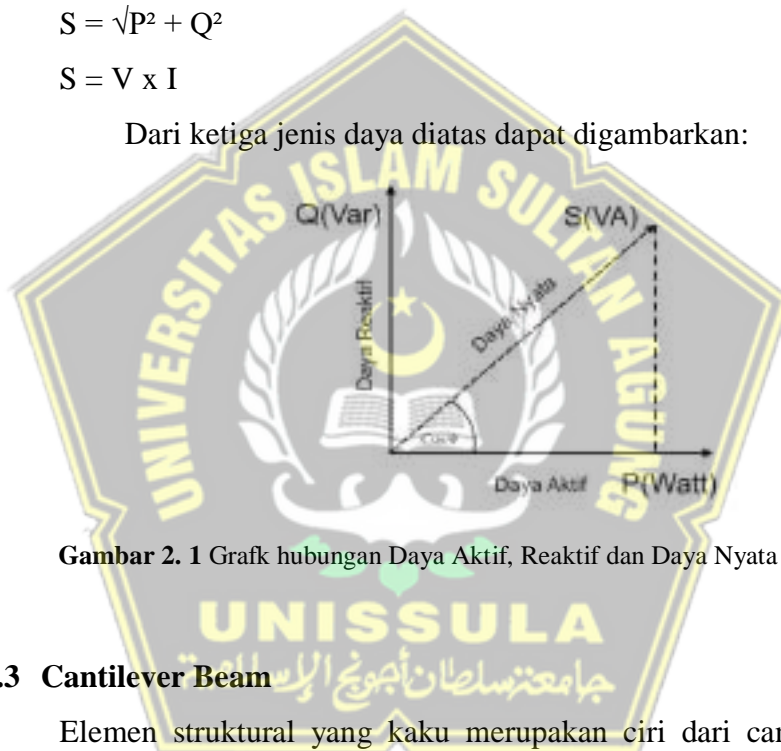 S = √P² + Q²
S = V x I
Dari ketiga jenis daya diatas dapat digambarkan:
UNIVERSITAS ISLAM SULTAN AGUNG
Q(Var)
S(VA)
Daya Reaktif
Daya Nyata
Daya Aktif
P(Watt)
Gambar 2. 1 Grafk hubungan Daya Aktif, Reaktif dan Daya Nyata
UNISSULA
جامعة سلطان أجونج الإسلامية
.3 Cantilever Beam
Elemen struktural yang kaku merupakan ciri dari can